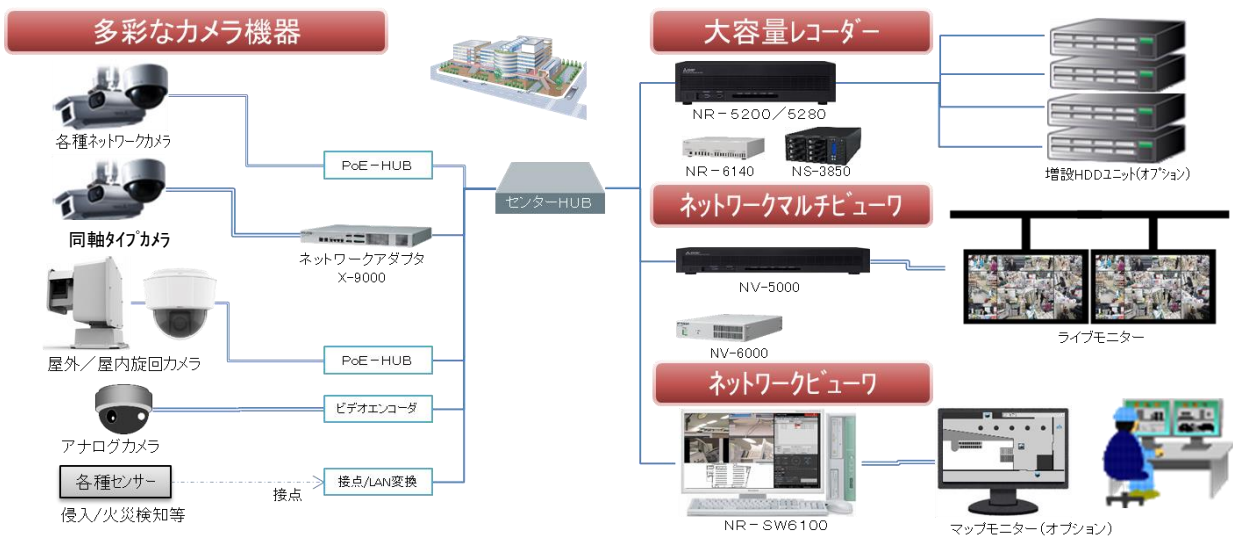 多彩なカメラ機器
各種ネットワークカメラ
PoE-HUB
同軸タイプカメラ
ネットワークアダプタ
X-9000
屋外／屋内旋回カメラ
PoE-HUB
アナログカメラ
ビデオエンコーダ
各種センサー
接点
接点/LAN変換
侵入/火災検知等
センターHUB
大容量レコーダー
NR-5200／5280
NR-6140
NS-3850
増設HDDユニット(オプション)
ネットワークマルチビューワ
NV-5000
NV-6000
ライブモニター
ネットワークビューワ
NR-SW6100
マップモニター(オプション)